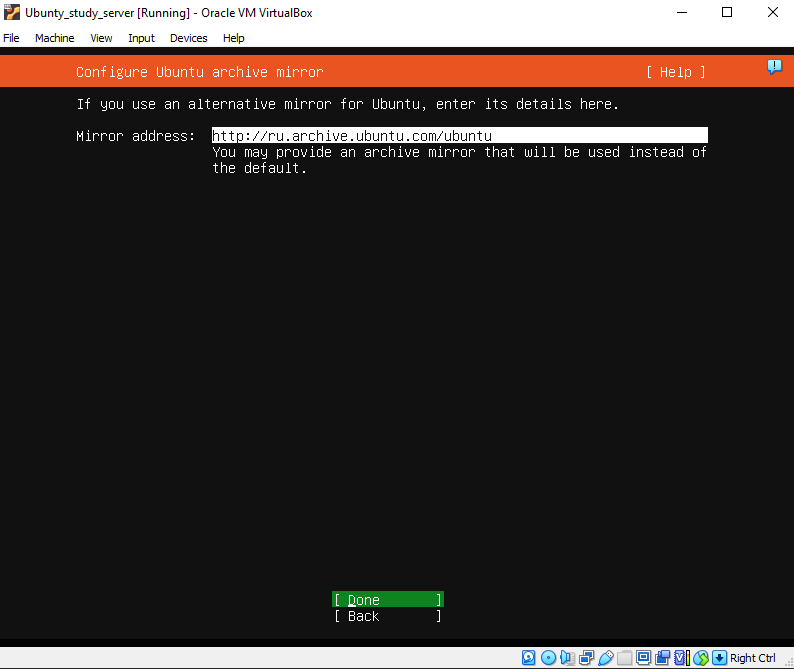 Ubunty_study_server [Running] - Oracle VM VirtualBox
File Machine View Input Devices Help
Configure Ubuntu archive mirror [ Help ]
If you use an alternative mirror for Ubuntu, enter its details here.
Mirror address: http://ru.archive.ubuntu.com/ubuntu
You may provide an archive mirror that will be used instead of
the default.
[ Done ]
[ Back ]
Right Ctrl